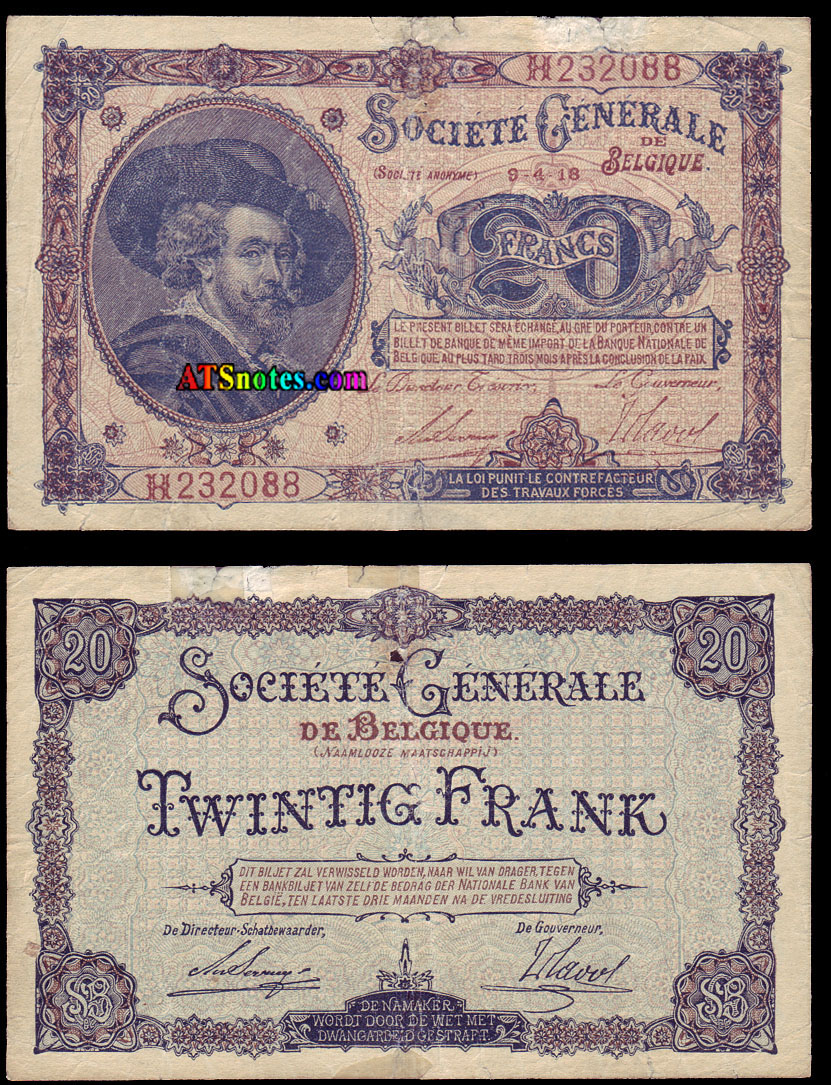 H232088
SOCIÉTÉ GÉNÉRALE
DE
BELGIQUE.
(SOCIÉTÉ ANONYME) 9-4-18
20
FRANCS
LE PRÉSENT BILLET SERA ÉCHANGÉ, AU GRÉ DU PORTEUR, CONTRE UN
BILLET DE BANQUE DE MÊME IMPORT DE LA BANQUE NATIONALE DE
BELGIQUE, AU PLUS TARD TROIS MOIS APRÈS LA CONCLUSION DE LA PAIX.
ATSnotes.com
Directeur Trésorier, Le Gouverneur,
H232088
LA LOI PUNIT LE CONTREFACTEUR
DES TRAVAUX FORCÉS
20 20
SOCIÉTÉ GÉNÉRALE
DE BELGIQUE.
(NAAMLOOZE MAATSCHAPPIJ)
TWINTIG FRANK
DIT BILJET ZAL VERWISSELD WORDEN, NAAR WIL VAN DRAGER, TEGEN
EEN BANKBILJET VAN ZELFDE BEDRAG DER NATIONALE BANK VAN
BELGIË, TEN LAATSTE DRIE MAANDEN NA DE VREDESLUITING
De Directeur-Schatbewaarder, De Gouverneur,
DE NAMAKER
WORDT DOOR DE WET MET
DWANGARBEID GESTRAFT.